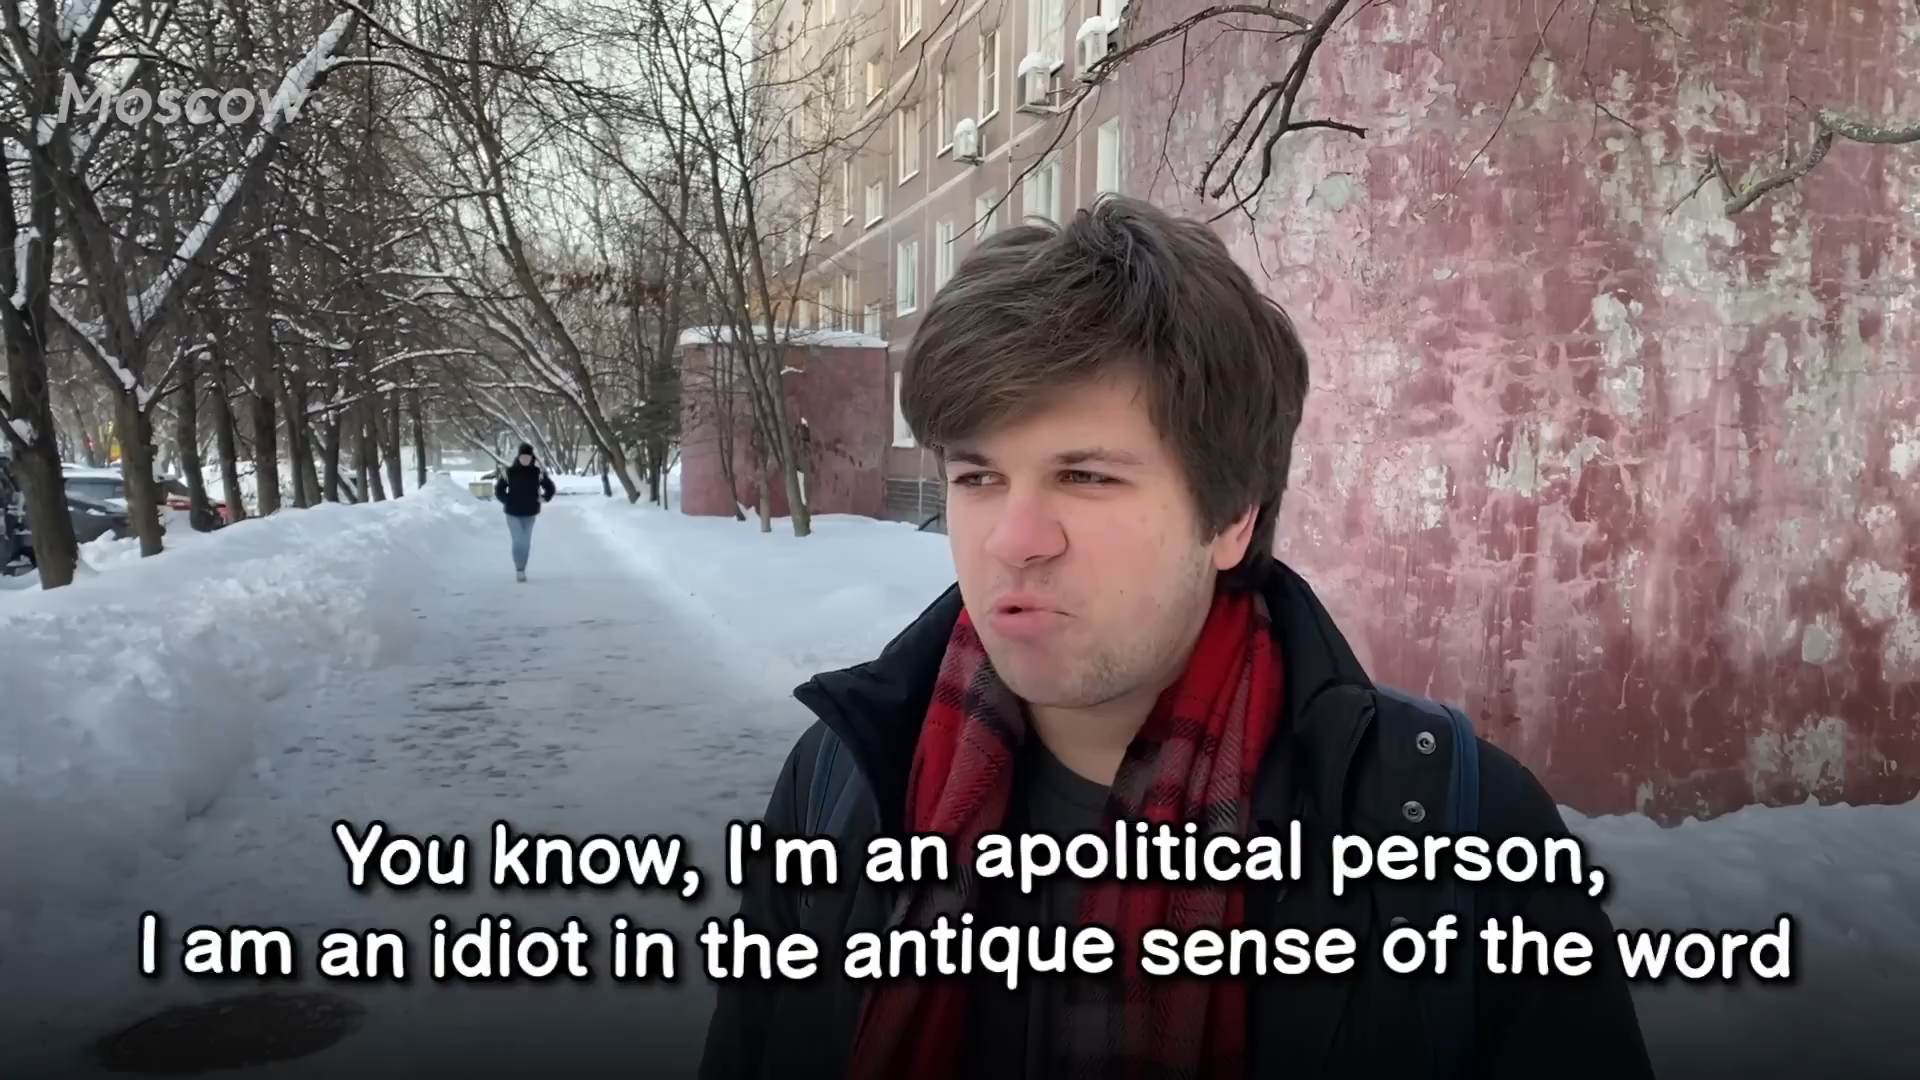 Moscow
You know, I'm an apolitical person,
I am an idiot in the antique sense of the word